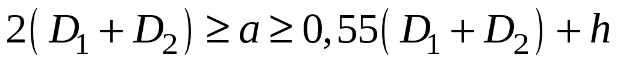 2( D₁ + D₂ ) ≥ a ≥ 0,55( D₁ + D₂ ) + h